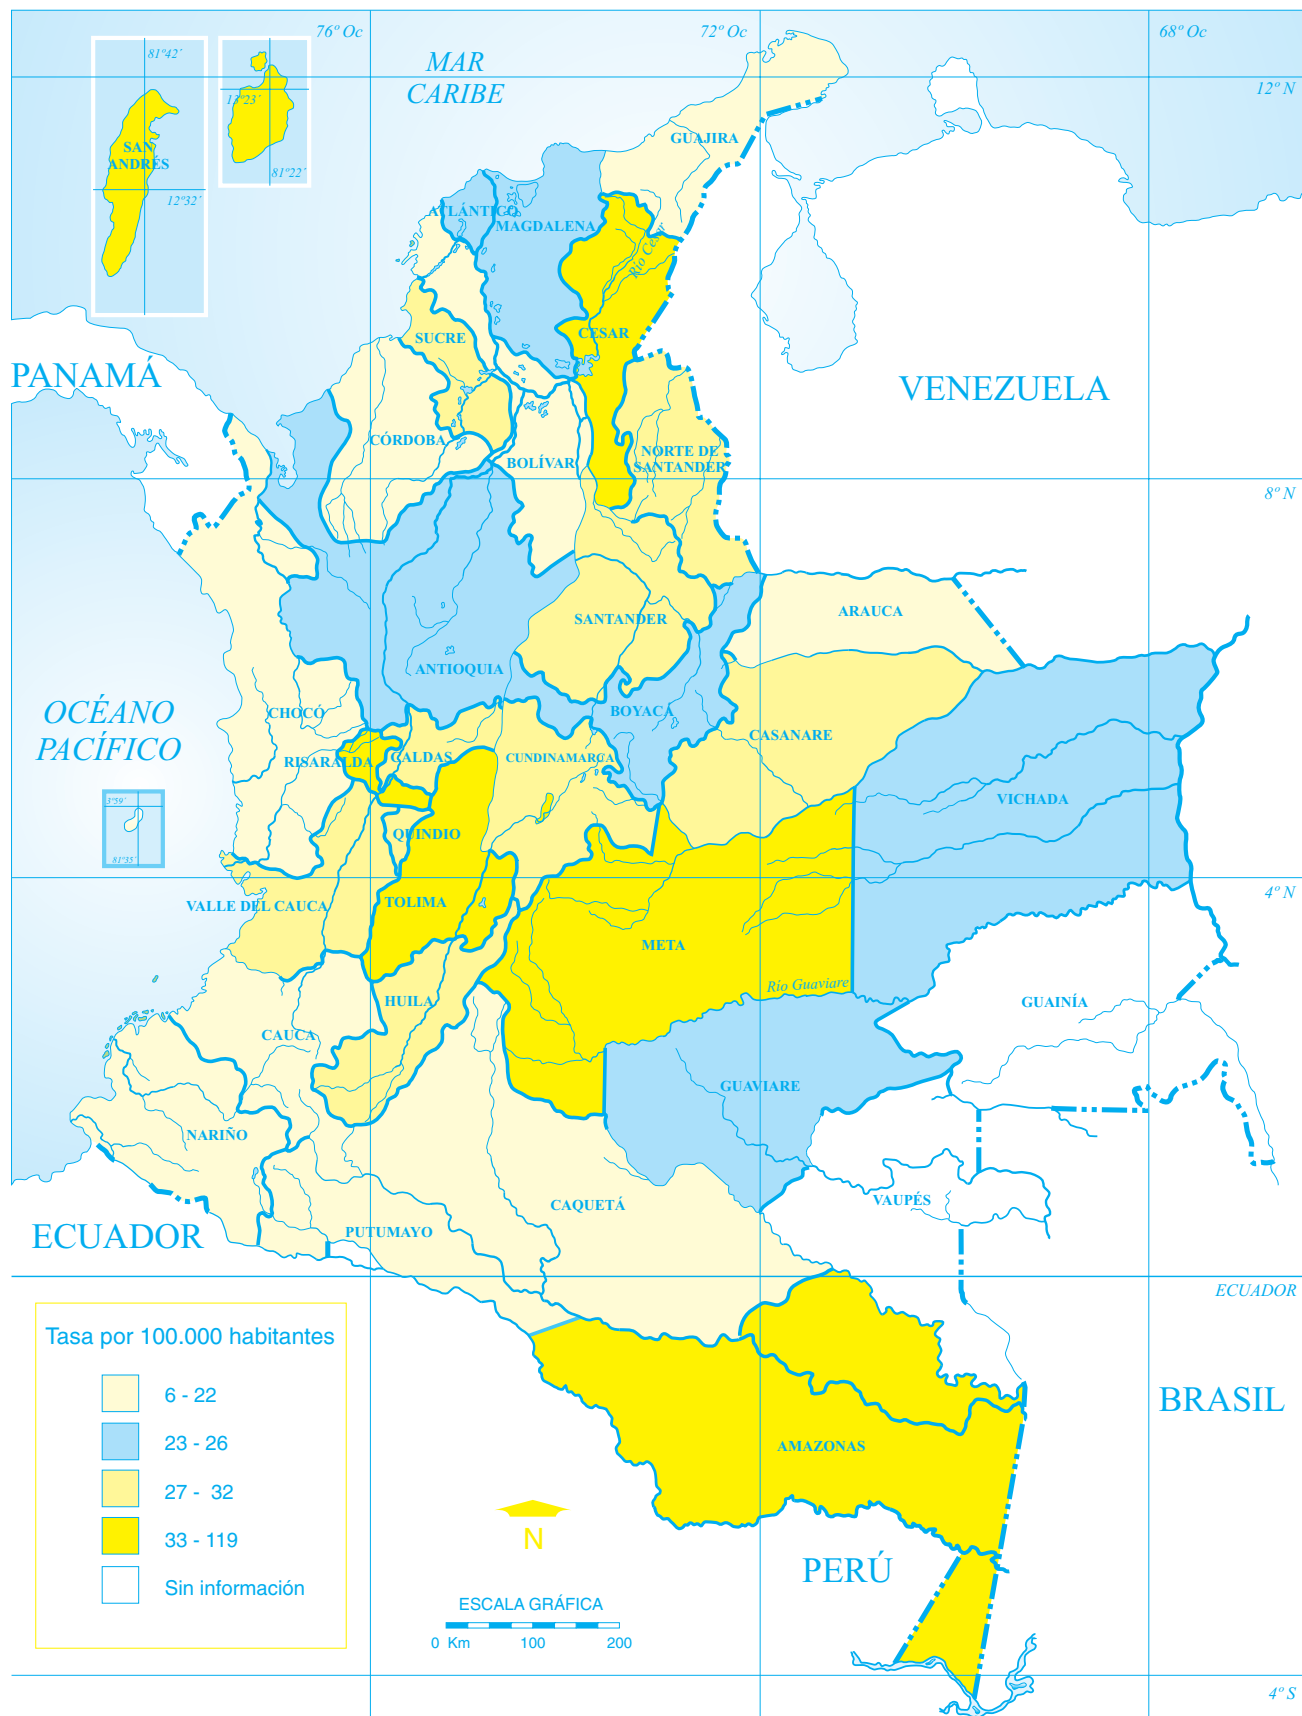 76º Oc
72º Oc
68º Oc
81º42´
MAR
CARIBE
12º N
13º23´
GUAJIRA
SAN
ANDRÉS
81º22´
12º32´
ATLÁNTICO
MAGDALENA
Río Cesar
CESAR
SUCRE
PANAMÁ
VENEZUELA
CÓRDOBA
BOLÍVAR
NORTE DE
SANTANDER
8º N
ARAUCA
SANTANDER
ANTIOQUIA
OCÉANO
PACÍFICO
CHOCÓ
BOYACÁ
CASANARE
RISARALDA
CALDAS
CUNDINAMARCA
3º59´
VICHADA
QUINDIO
81º35´
4º N
VALLE DEL CAUCA
TOLIMA
META
Río Guaviare
HUILA
GUAINÍA
CAUCA
GUAVIARE
NARIÑO
VAUPÉS
CAQUETÁ
ECUADOR
PUTUMAYO
ECUADOR
Tasa por 100.000 habitantes
6 - 22
23 - 26
27 - 32
33 - 119
Sin información
BRASIL
AMAZONAS
N
PERÚ
ESCALA GRÁFICA
0 Km 100 200
4º S